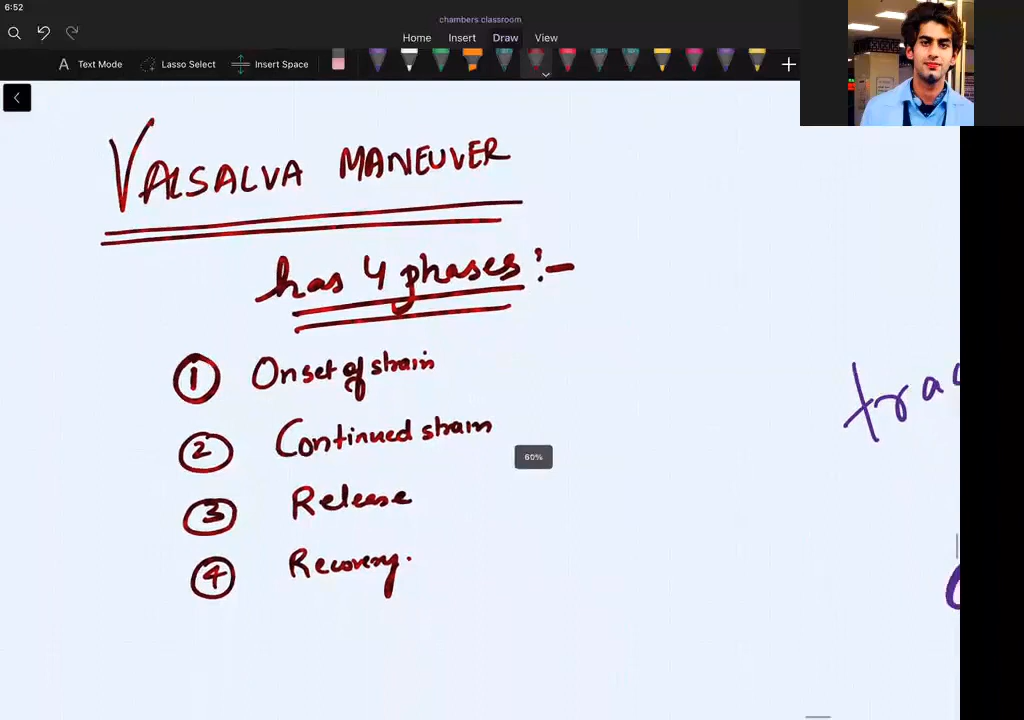 6:52
chambers classroom
Home Insert Draw View
Text Mode Lasso Select Insert Space
VALSALVA MANEUVER
has 4 phases :-
① Onset of strain
② Continued strain
60%
③ Release
④ Recovery.